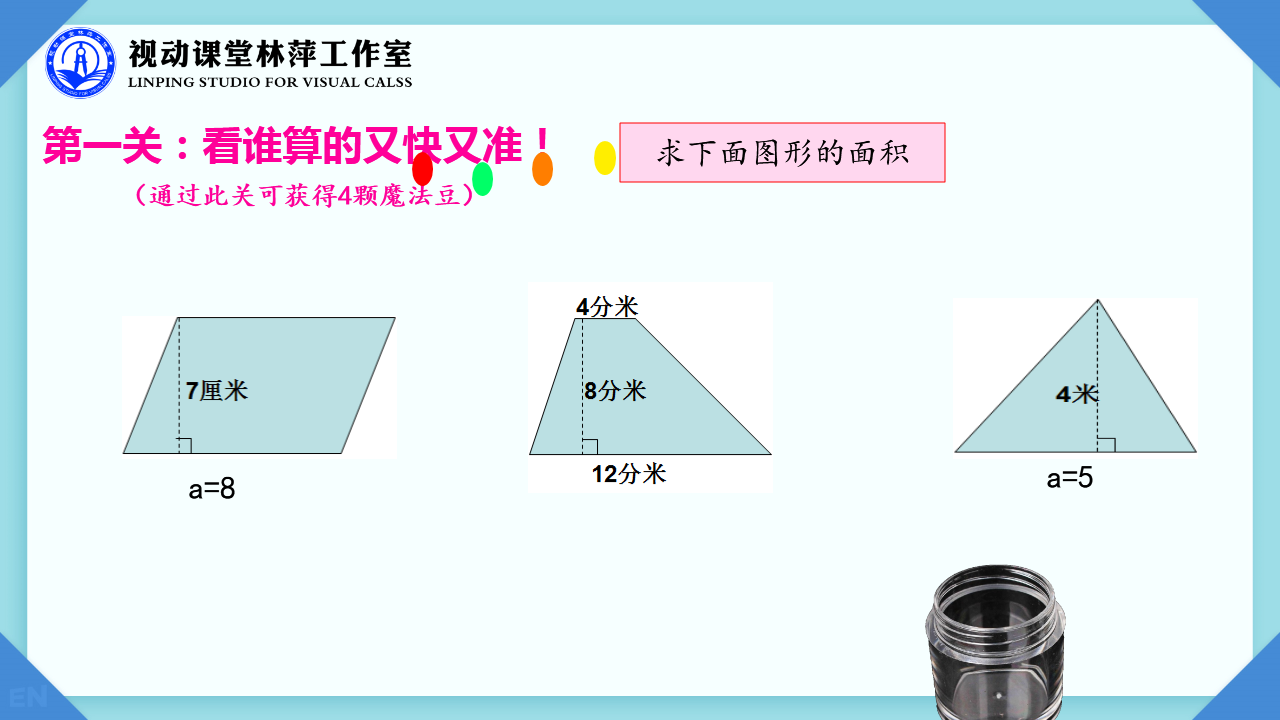 视动课堂林萍工作室
LINPING STUDIO FOR VISUAL CALSS
第一关：看谁算的又快又准！
（通过此关可获得4颗魔法豆）
求下面图形的面积
7厘米
a=8
4分米
8分米
12分米
4米
a=5
EN